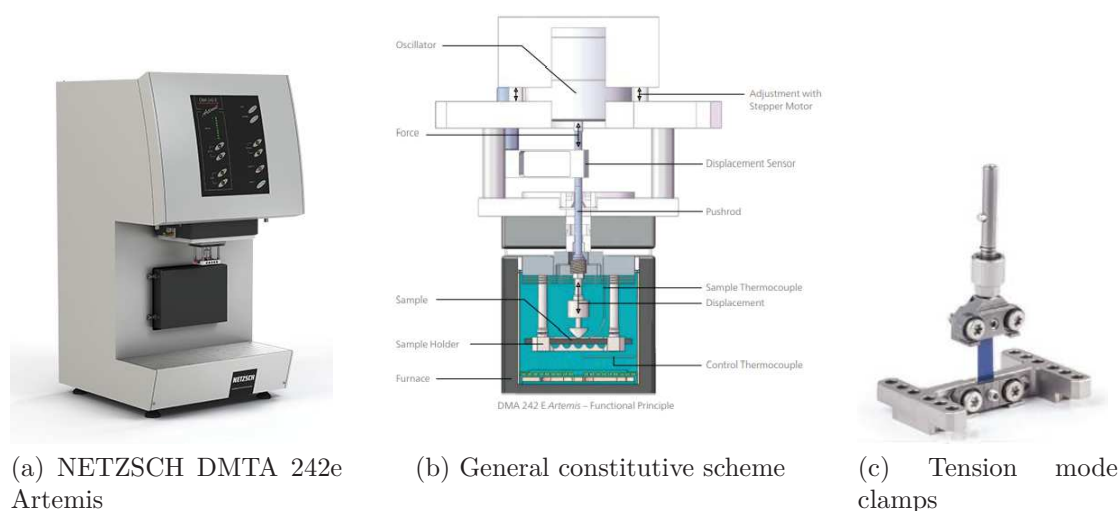 NETZSCH
Oscillator
Adjustment with
Stepper Motor
Force
Displacement Sensor
Pushrod
Sample Thermocouple
Sample
Displacement
Sample Holder
Control Thermocouple
Furnace
DMA 242 E Artemis – Functional Principle
(a) NETZSCH DMTA 242e
Artemis
(b) General constitutive scheme
(c) Tension mode
clamps